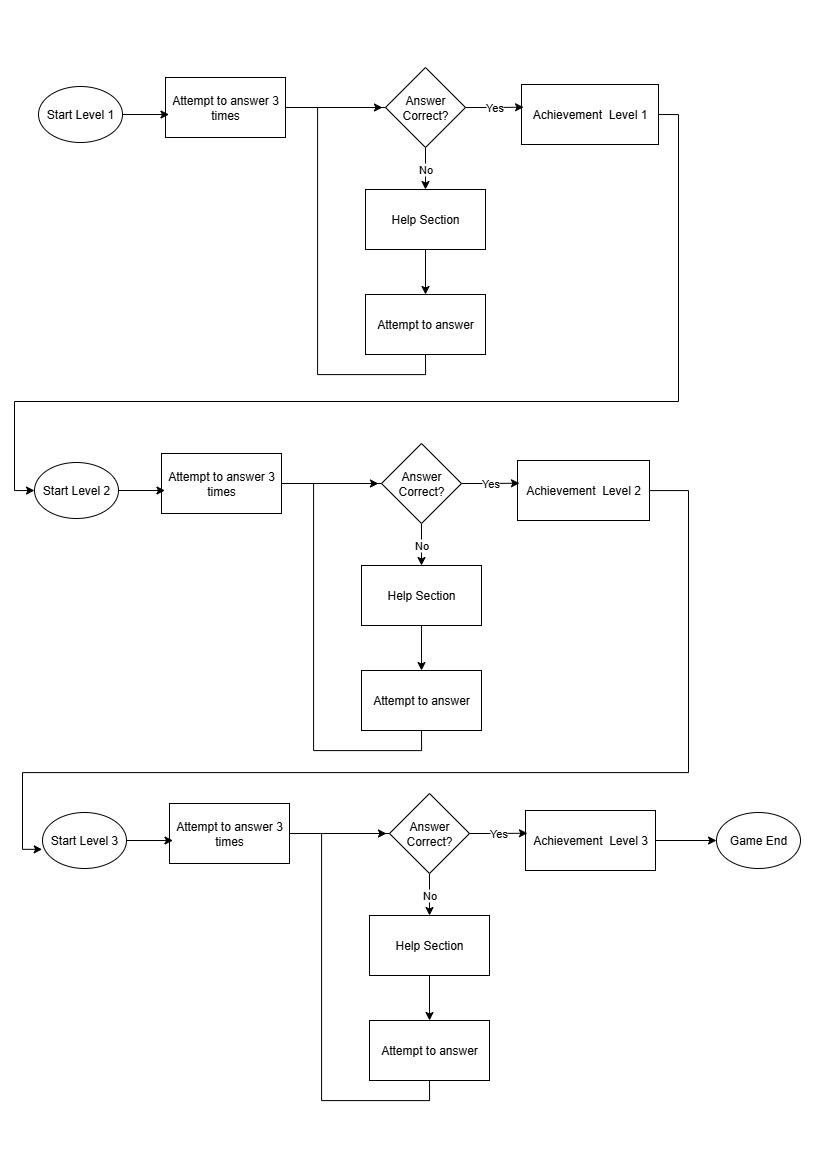 Start Level 1
Attempt to answer 3
times
Answer
Correct?
Yes
Achievement  Level 1
No
Help Section
Attempt to answer
Start Level 2
Attempt to answer 3
times
Answer
Correct?
Yes
Achievement  Level 2
No
Help Section
Attempt to answer
Start Level 3
Attempt to answer 3
times
Answer
Correct?
Yes
Achievement  Level 3
Game End
No
Help Section
Attempt to answer